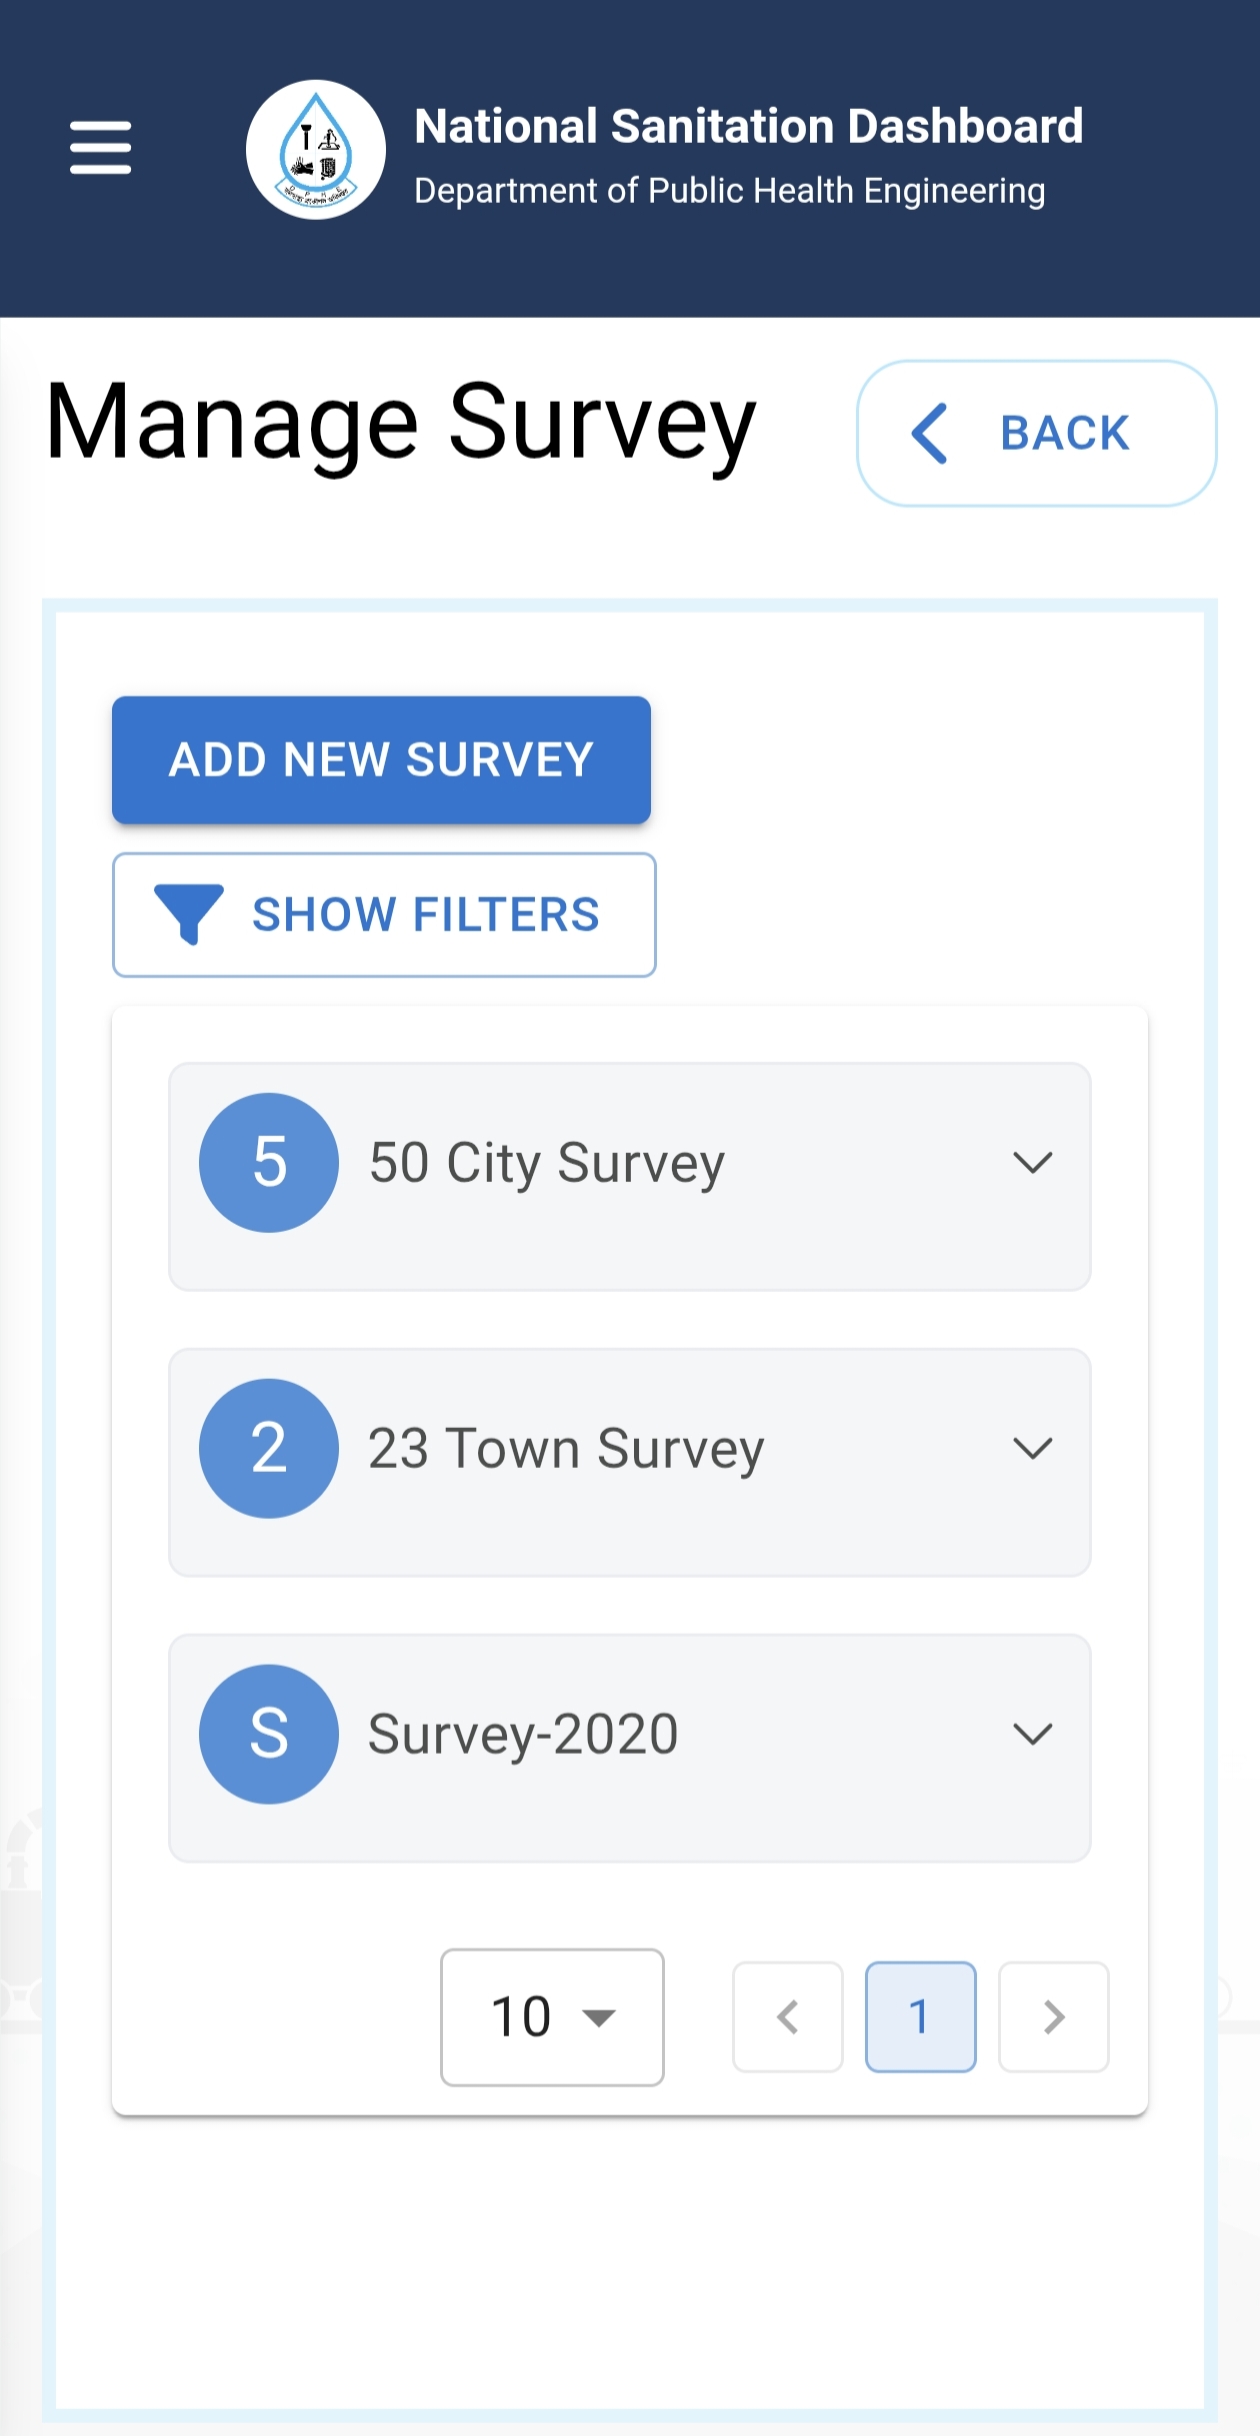 National Sanitation Dashboard
Department of Public Health Engineering
Manage Survey
BACK
ADD NEW SURVEY
SHOW FILTERS
5
50 City Survey
2
23 Town Survey
S
Survey-2020
10
1